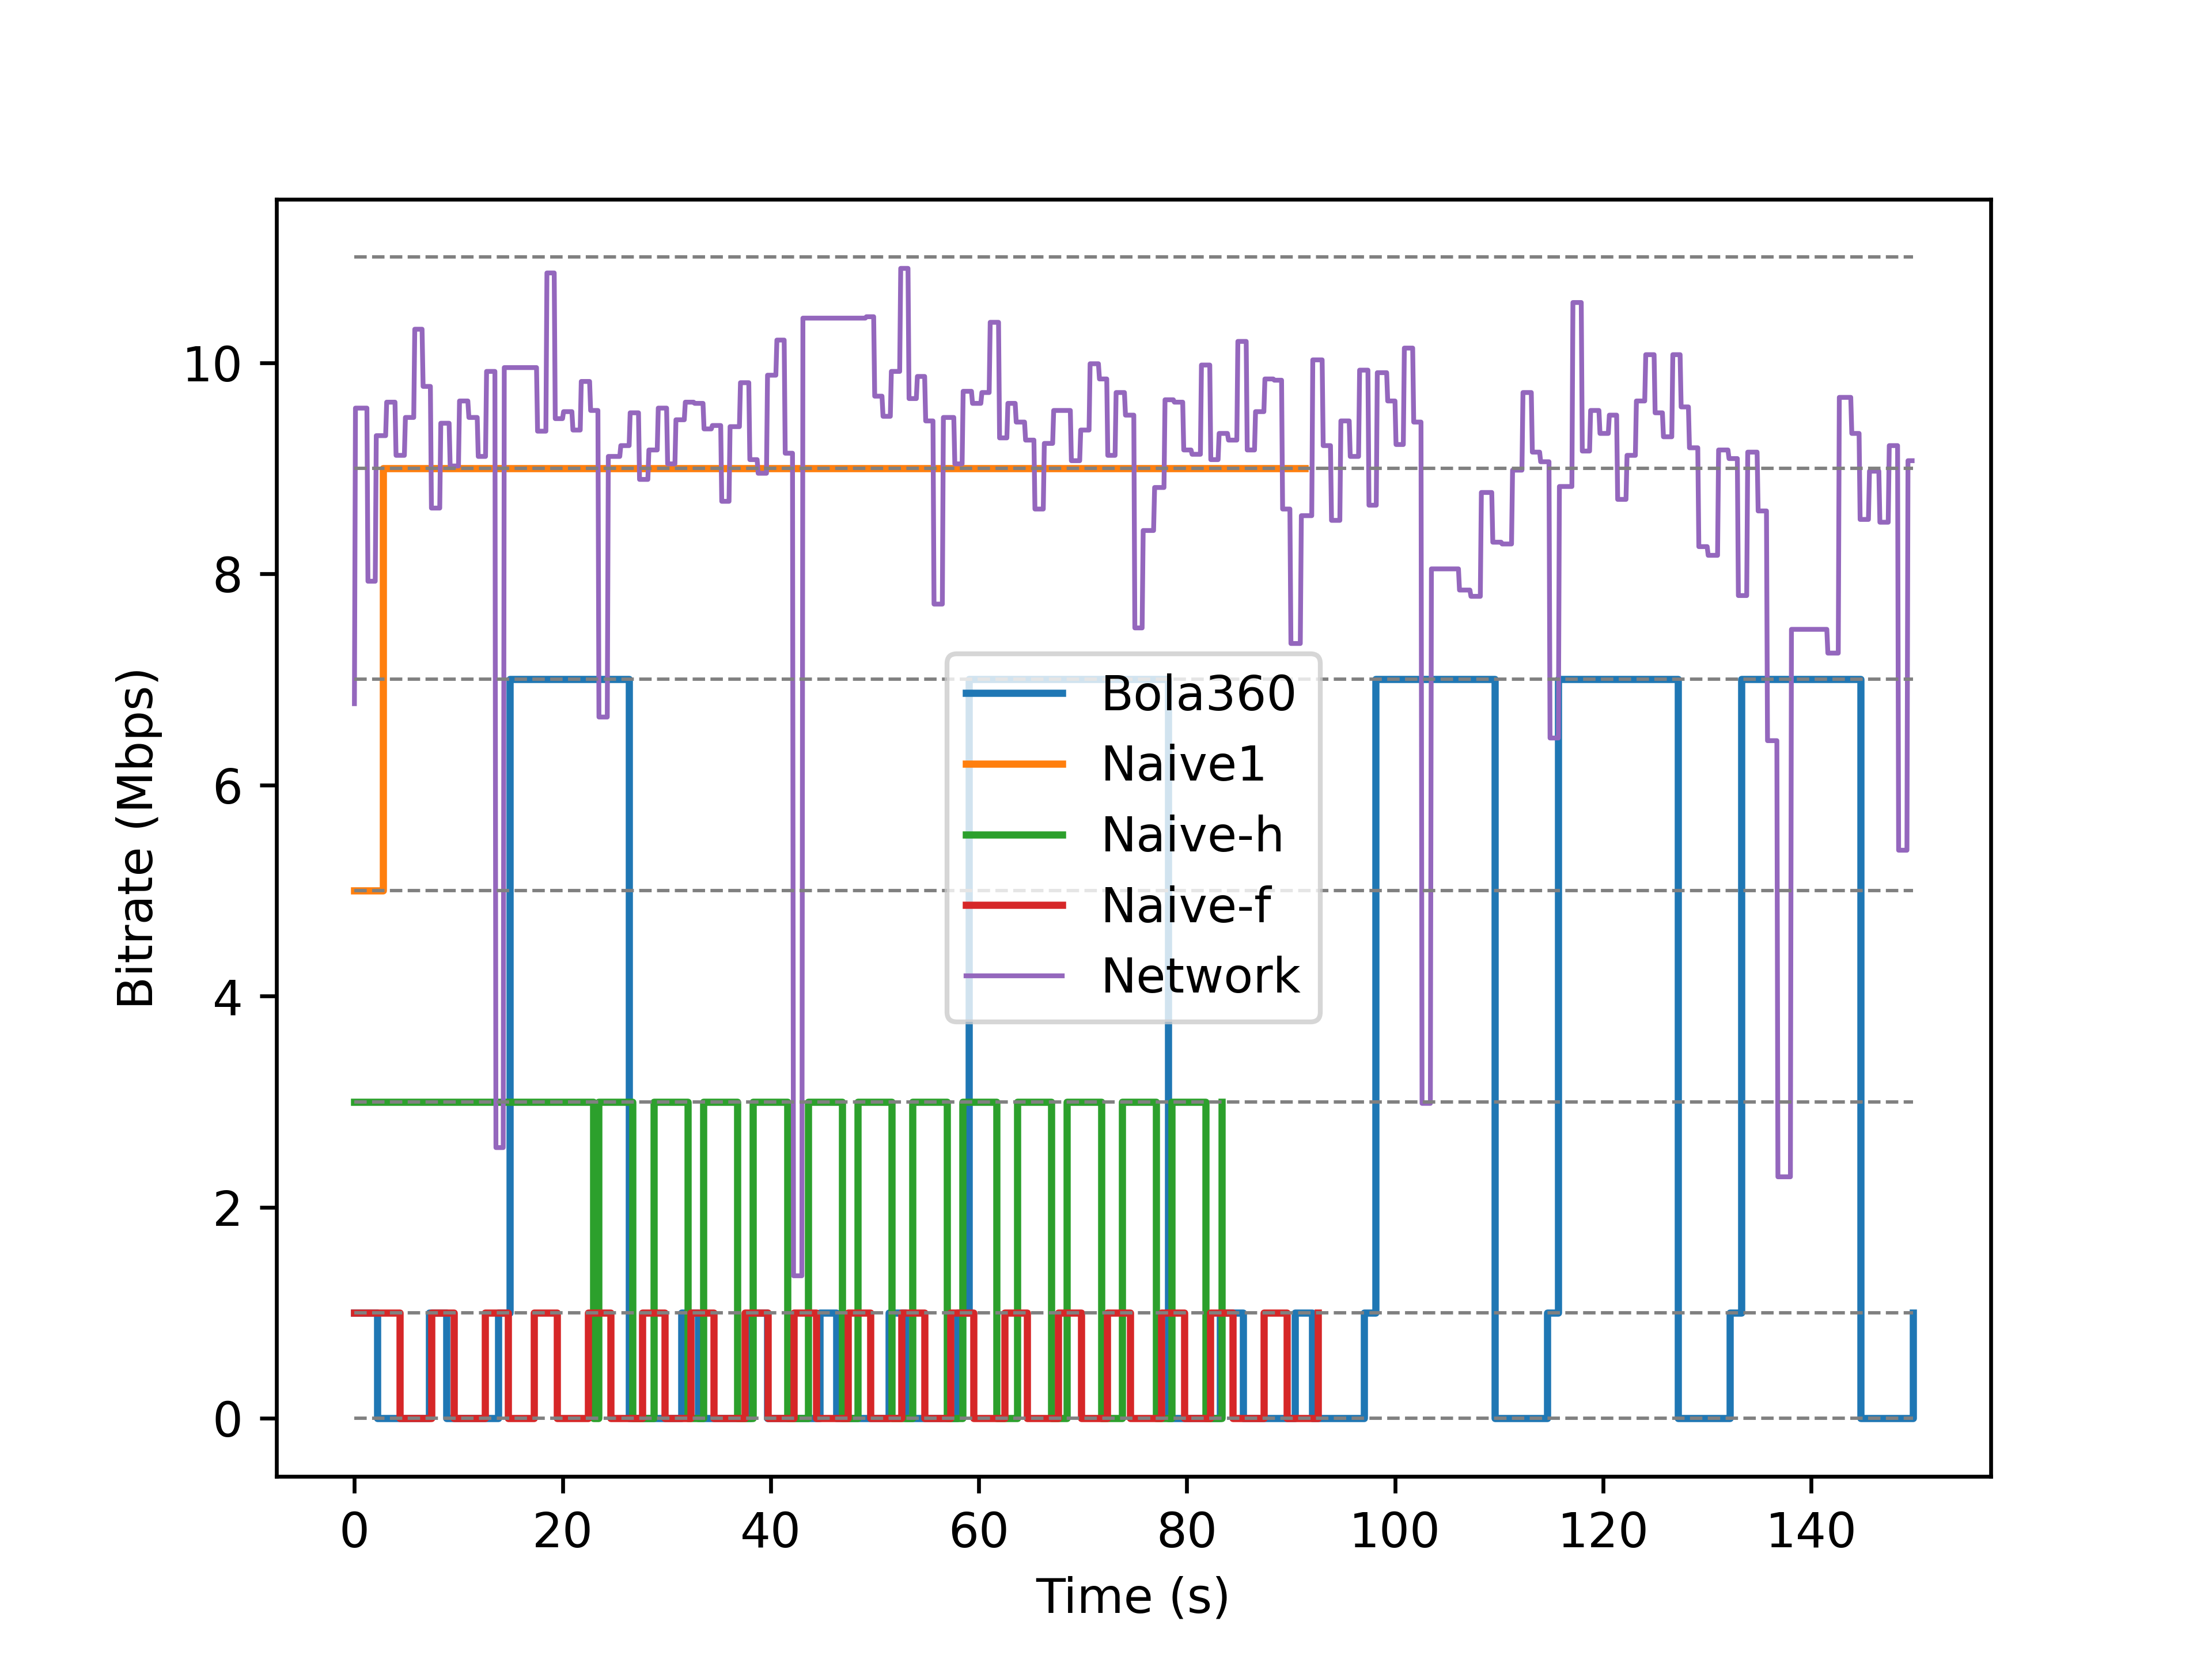 10
8
6
4
2
0
Bitrate (Mbps)
Bola360
Naive1
Naive-h
Naive-f
Network
0 20 40 60 80 100 120 140
Time (s)